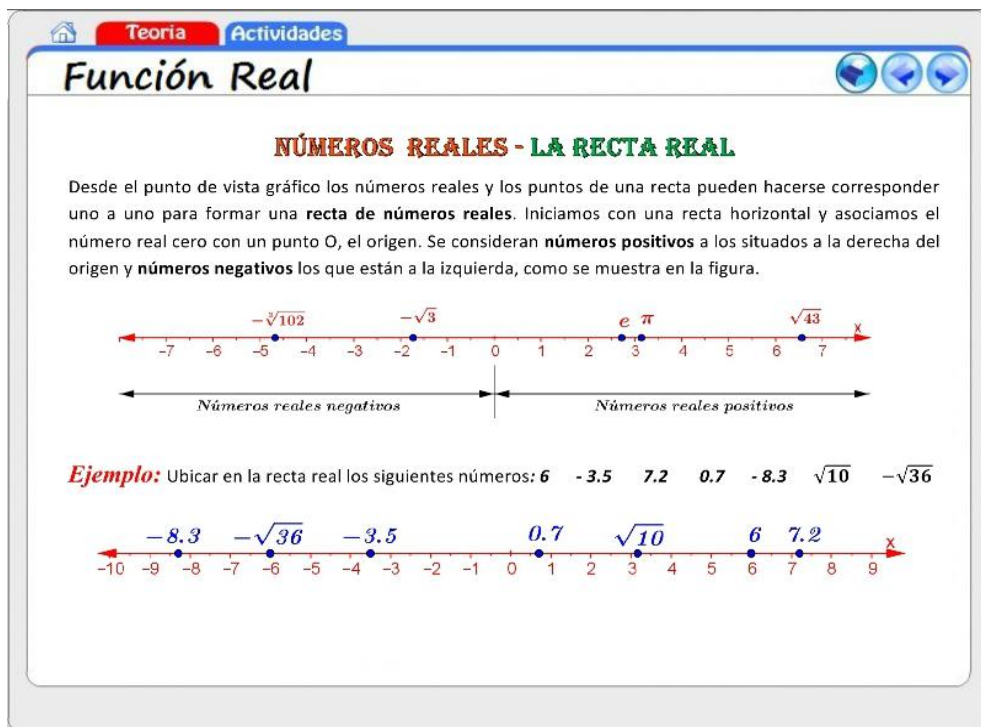 Teoria Actividades
Función Real
NÚMEROS REALES - LA RECTA REAL
Desde el punto de vista gráfico los números reales y los puntos de una recta pueden hacerse corresponder
uno a uno para formar una recta de números reales. Iniciamos con una recta horizontal y asociamos el
número real cero con un punto O, el origen. Se consideran números positivos a los situados a la derecha del
origen y números negativos los que están a la izquierda, como se muestra en la figura.
−∛102 −√3 e π √43 x
−7 −6 −5 −4 −3 −2 −1 0 1 2 3 4 5 6 7
Números reales negativos Números reales positivos
Ejemplo: Ubicar en la recta real los siguientes números: 6 - 3.5 7.2 0.7 - 8.3 √10 −√36
−8.3 −√36 −3.5 0.7 √10 6 7.2 x
−10 −9 −8 −7 −6 −5 −4 −3 −2 −1 0 1 2 3 4 5 6 7 8 9